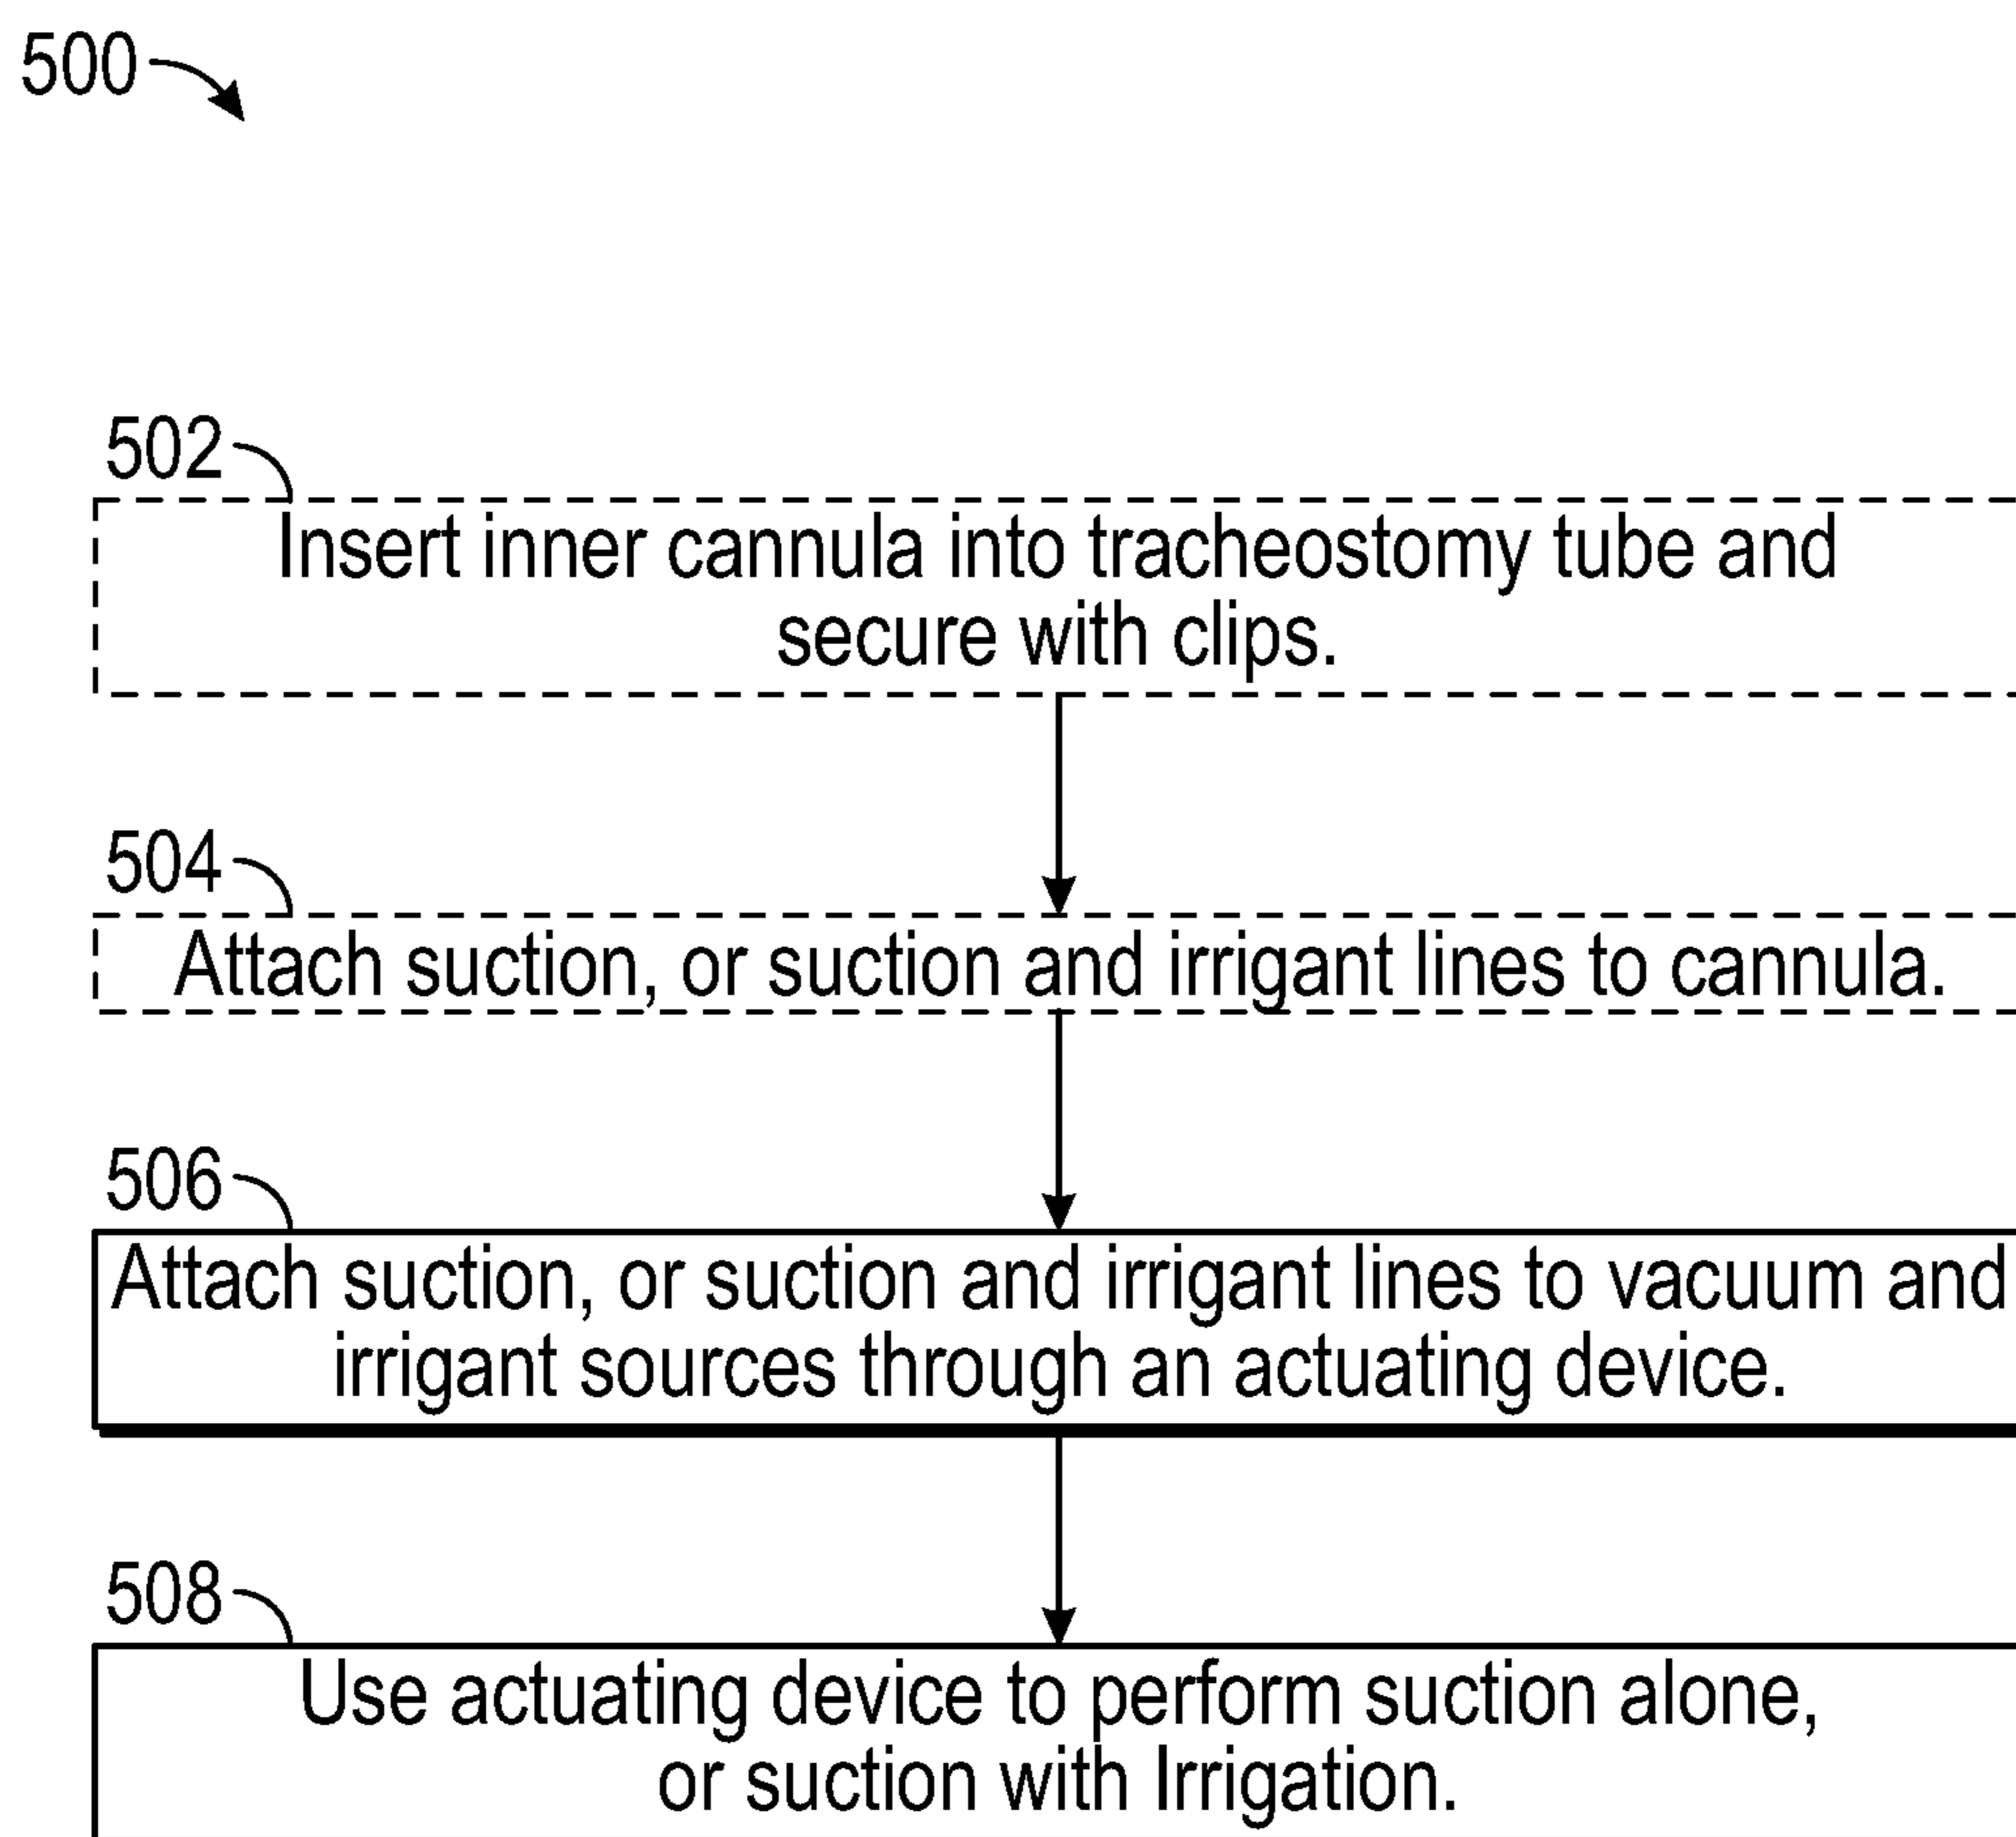 500
502
Insert inner cannula into tracheostomy tube and
secure with clips.
504
Attach suction, or suction and irrigant lines to cannula.
506
Attach suction, or suction and irrigant lines to vacuum and
irrigant sources through an actuating device.
508
Use actuating device to perform suction alone,
or suction with Irrigation.